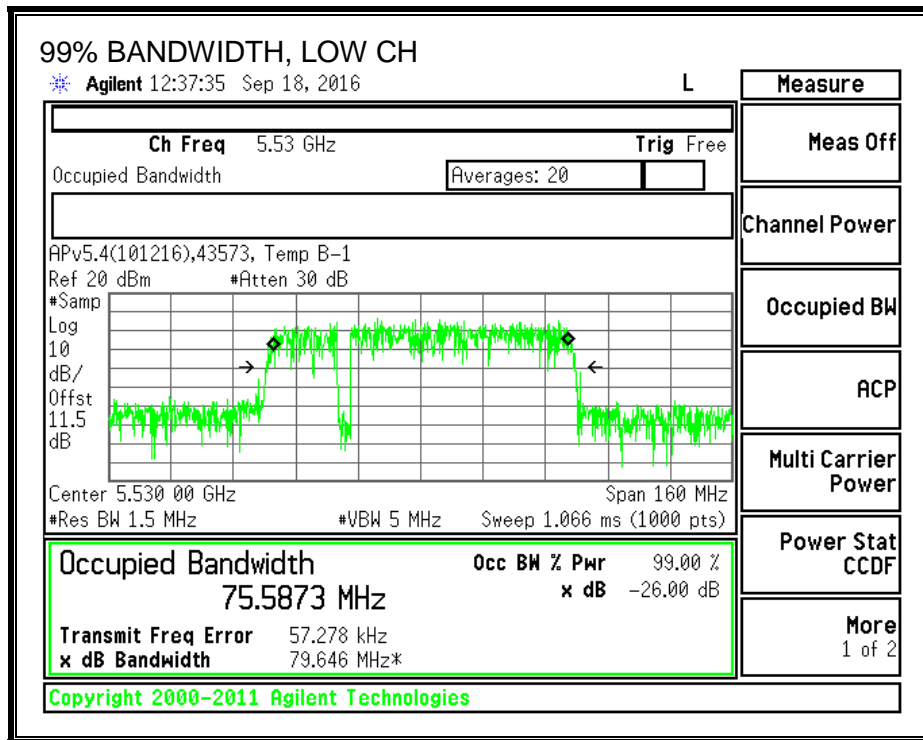 99% BANDWIDTH, LOW CH
Agilent 12:37:35 Sep 18, 2016 L
Measure
Ch Freq 5.53 GHz Trig Free
Meas Off
Occupied Bandwidth Averages: 20
Channel Power
APv5.4(101216),43573, Temp B-1
Ref 20 dBm #Atten 30 dB
#Samp
Log
10
dB/
Offst
11.5
dB
Occupied BW
ACP
Center 5.530 00 GHz Span 160 MHz
#Res BW 1.5 MHz #VBW 5 MHz Sweep 1.066 ms (1000 pts)
Multi Carrier
Power
Occupied Bandwidth
75.5873 MHz
Occ BW % Pwr 99.00 %
x dB -26.00 dB
Power Stat
CCDF
Transmit Freq Error 57.278 kHz
x dB Bandwidth 79.646 MHz*
More
1 of 2
Copyright 2000-2011 Agilent Technologies